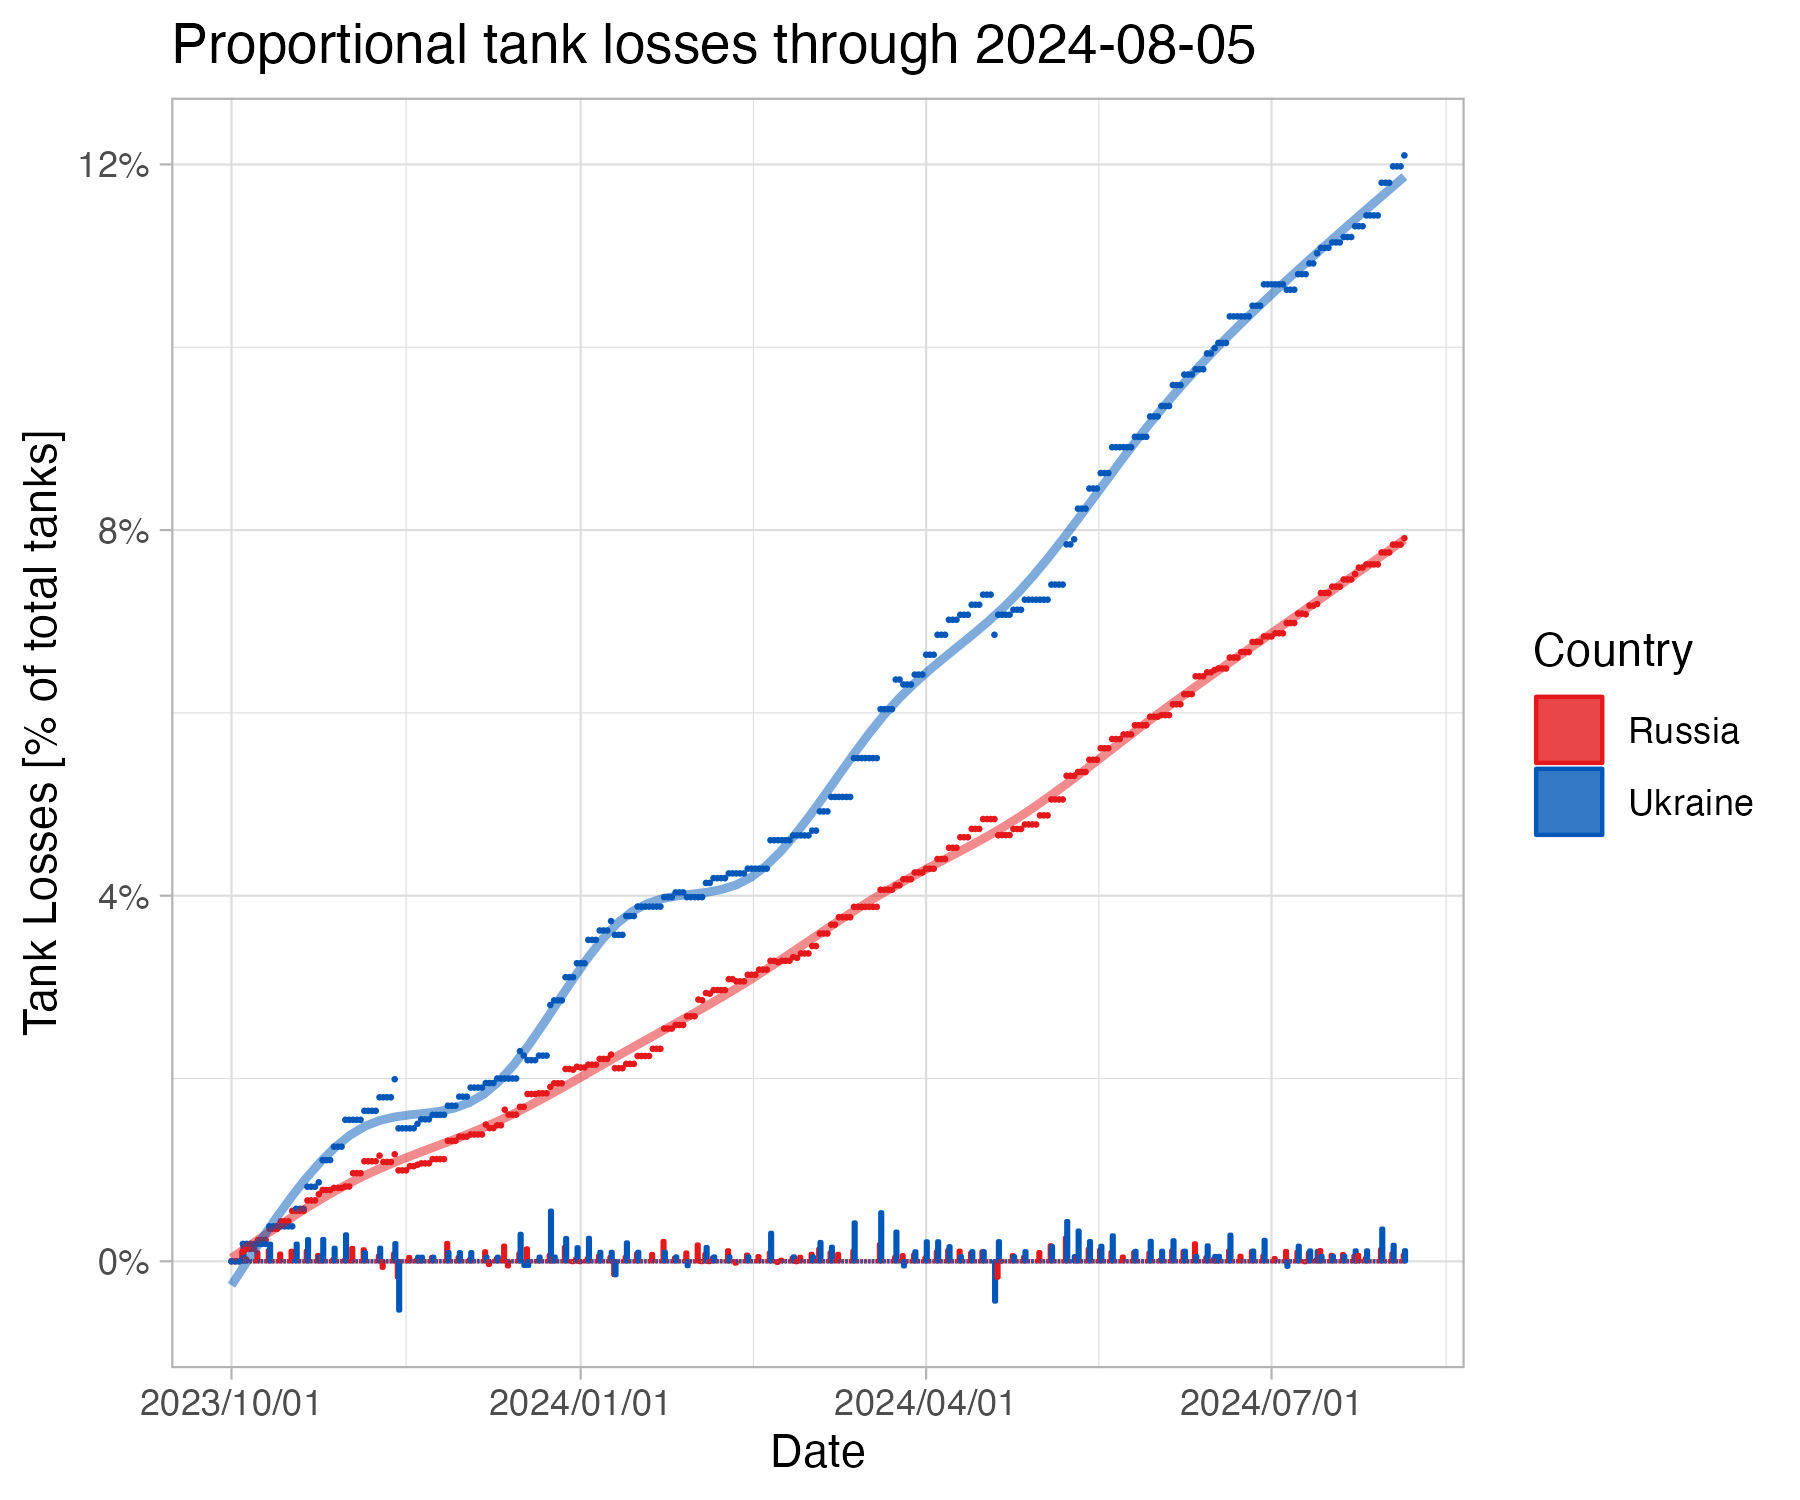 Proportional tank losses through 2024-08-05
Tank Losses [% of total tanks]
12%
8%
4%
0%
2023/10/01
2024/01/01
2024/04/01
2024/07/01
Date
Country
Russia
Ukraine